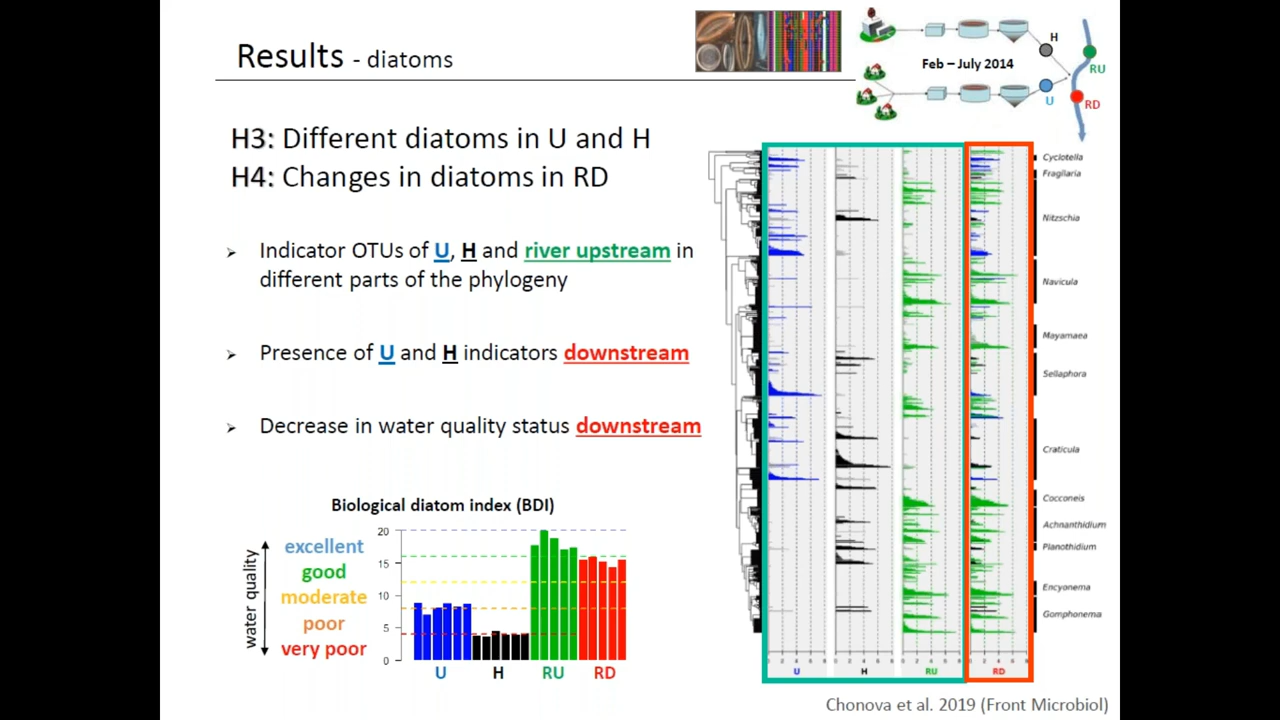 Results - diatoms
H
Feb – July 2014
RU
U
RD
H3: Different diatoms in U and H
H4: Changes in diatoms in RD
Indicator OTUs of U, H and river upstream in
different parts of the phylogeny
Presence of U and H indicators downstream
Decrease in water quality status downstream
Biological diatom index (BDI)
water quality
excellent
good
moderate
poor
very poor
20
15
10
5
0
U H RU RD
Cyclotella
Fragilaria
Nitzschia
Navicula
Mayamaea
Sellaphora
Craticula
Cocconeis
Achnanthidium
Planothidium
Encyonema
Gomphonema
U H RU RD
Chonova et al. 2019 (Front Microbiol)